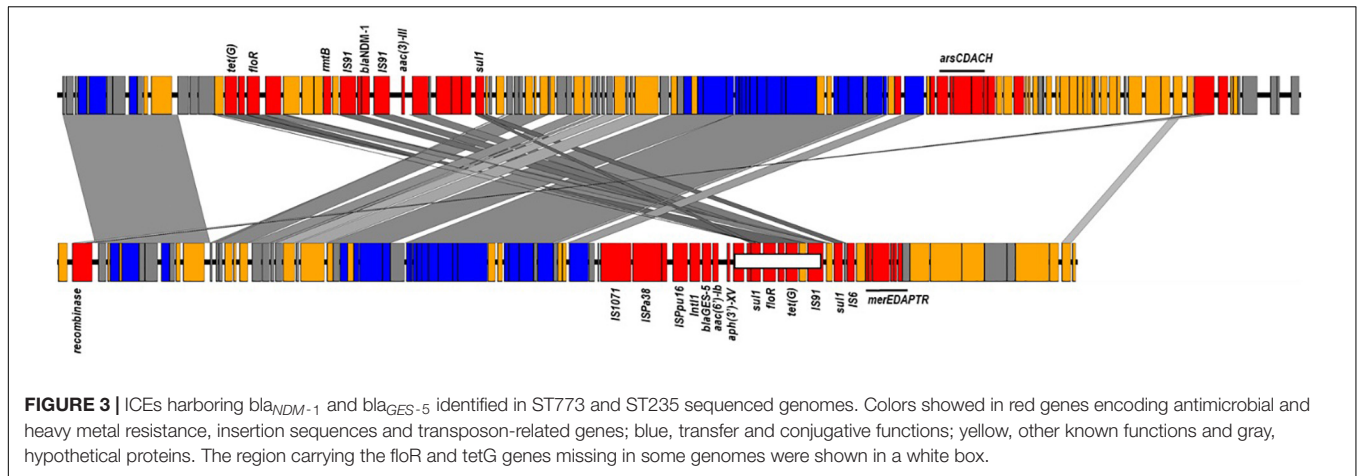 tet(G)
floR
rmtB
IS91
blaNDM-1
IS91
aac(3)-III
sul1
arsCDACH
recombinase
IS1071
ISPa38
ISPpu16
IntI1
blaGES-5
aac(6')-Ib
aph(3')-XV
sul1
floR
tet(G)
IS91
sul1
IS6
merEDAPTR
FIGURE 3 | ICEs harboring blaNDM-1 and blaGES-5 identified in ST773 and ST235 sequenced genomes. Colors showed in red genes encoding antimicrobial and
heavy metal resistance, insertion sequences and transposon-related genes; blue, transfer and conjugative functions; yellow, other known functions and gray,
hypothetical proteins. The region carrying the floR and tetG genes missing in some genomes were shown in a white box.